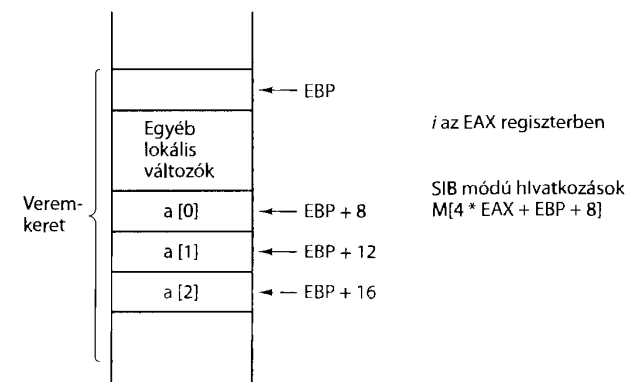 EBP
Egyéb
lokális
változók
i az EAX regiszterben
SIB módú hivatkozások
M[4 * EAX + EBP + 8]
Verem-
keret
a [0]
EBP + 8
a [1]
EBP + 12
a [2]
EBP + 16